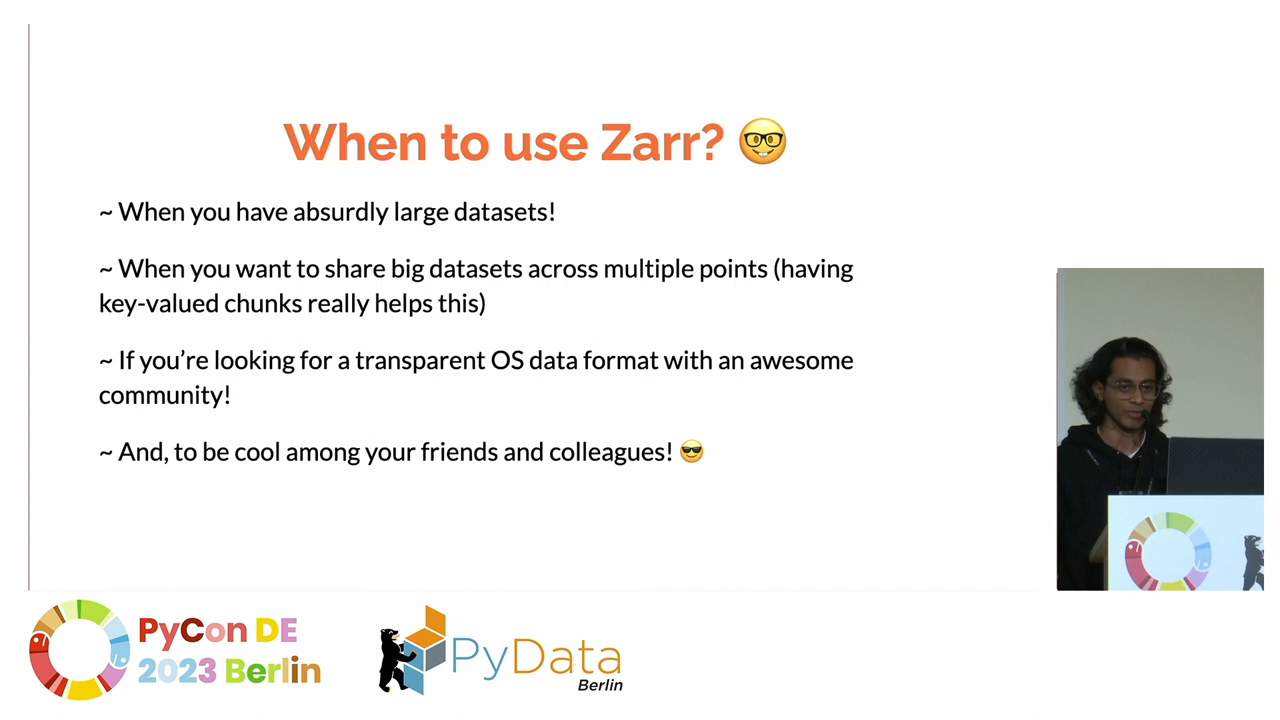 When to use Zarr? 🤓
~ When you have absurdly large datasets!
~ When you want to share big datasets across multiple points (having
key-valued chunks really helps this)
~ If you’re looking for a transparent OS data format with an awesome
community!
~ And, to be cool among your friends and colleagues! 😎
PyCon DE
2023 Berlin
PyData
Berlin